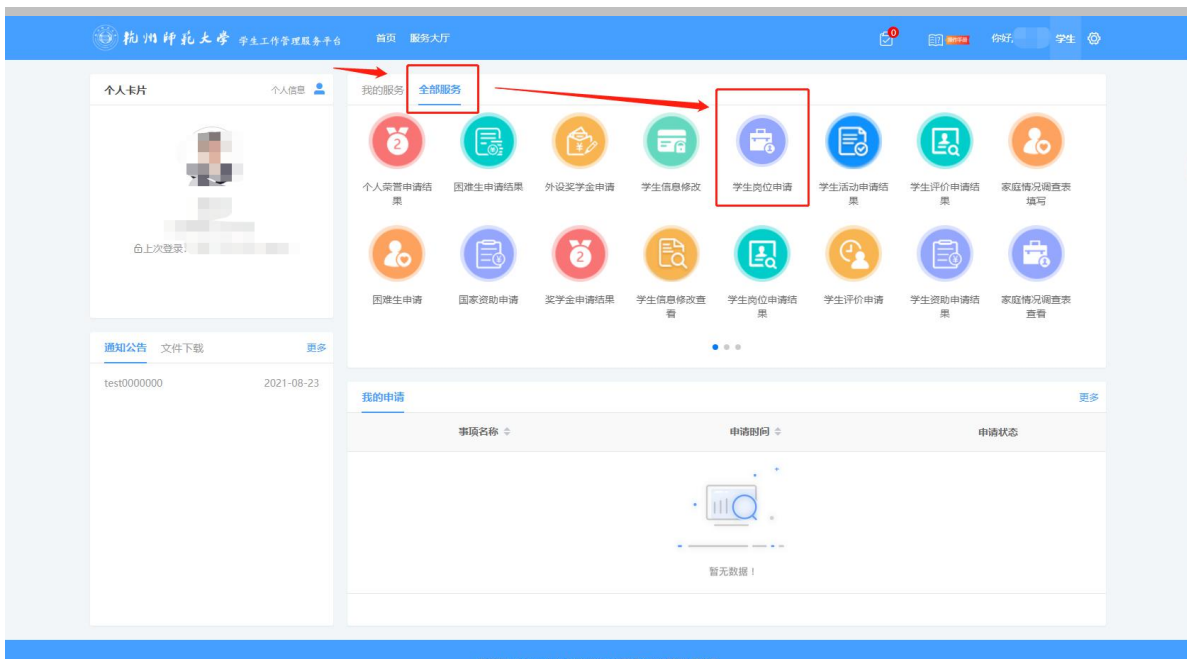 杭州师范大学 学生工作管理服务平台 首页 服务大厅 0 操作手册 你好, 学生
个人卡片 个人信息
上次登录:
通知公告 文件下载 更多
test0000000 2021-08-23
我的服务 全部服务
个人荣誉申请结果
困难生申请结果
外设奖学金申请
学生信息修改
学生岗位申请
学生活动申请结果
学生评价申请结果
家庭情况调查表填写
困难生申请
国家资助申请
奖学金申请结果
学生信息修改查看
学生岗位申请结果
学生评价申请
学生资助申请结果
家庭情况调查表查看
我的申请 更多
事项名称 申请时间 申请状态
暂无数据！